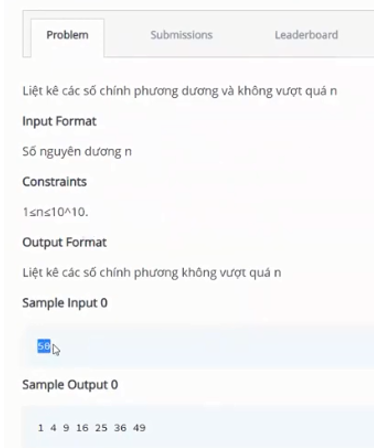 Problem Submissions Leaderboard
Liệt kê các số chính phương dương và không vượt quá n
Input Format
Số nguyên dương n
Constraints
1≤n≤10^10.
Output Format
Liệt kê các số chính phương không vượt quá n
Sample Input 0
50
Sample Output 0
1 4 9 16 25 36 49